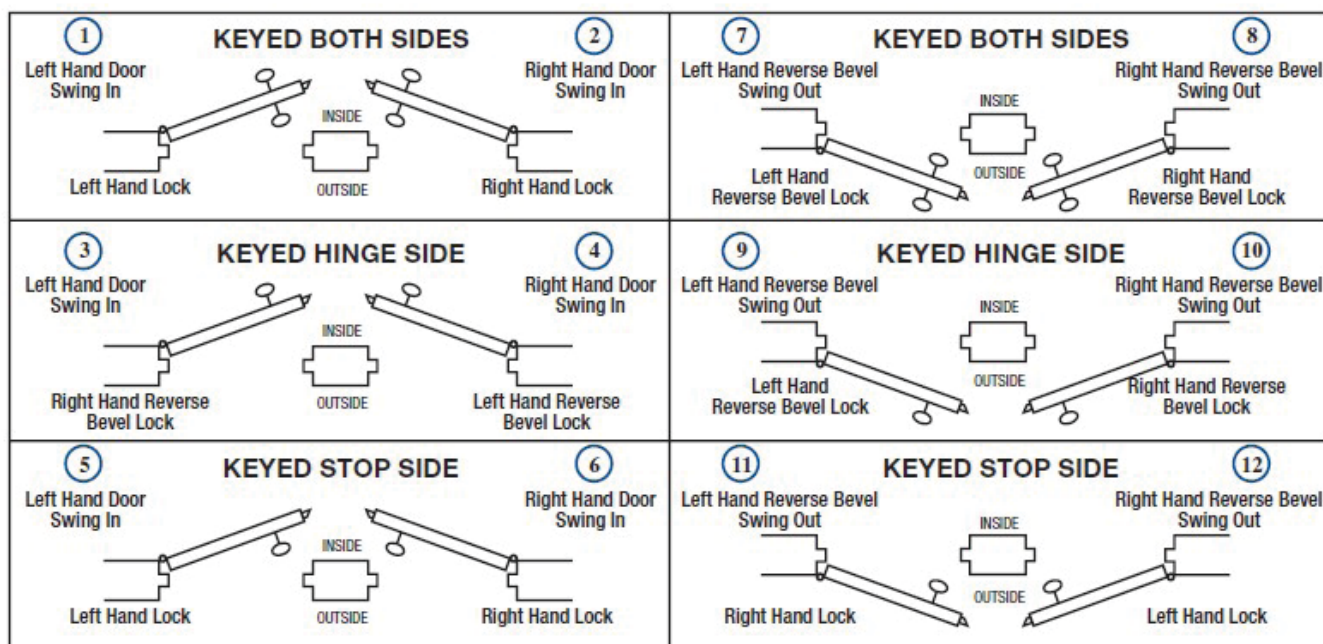 1
KEYED BOTH SIDES
2
Left Hand Door
Swing In
Right Hand Door
Swing In
INSIDE
OUTSIDE
Left Hand Lock
Right Hand Lock
7
KEYED BOTH SIDES
8
Left Hand Reverse Bevel
Swing Out
Right Hand Reverse Bevel
Swing Out
INSIDE
OUTSIDE
Left Hand
Reverse Bevel Lock
Right Hand
Reverse Bevel Lock
3
KEYED HINGE SIDE
4
Left Hand Door
Swing In
Right Hand Door
Swing In
INSIDE
OUTSIDE
Right Hand Reverse
Bevel Lock
Left Hand Reverse
Bevel Lock
9
KEYED HINGE SIDE
10
Left Hand Reverse Bevel
Swing Out
Right Hand Reverse Bevel
Swing Out
INSIDE
OUTSIDE
Left Hand
Reverse Bevel Lock
Right Hand Reverse
Bevel Lock
5
KEYED STOP SIDE
6
Left Hand Door
Swing In
Right Hand Door
Swing In
INSIDE
OUTSIDE
Left Hand Lock
Right Hand Lock
11
KEYED STOP SIDE
12
Left Hand Reverse Bevel
Swing Out
Right Hand Reverse Bevel
Swing Out
INSIDE
OUTSIDE
Right Hand Lock
Left Hand Lock